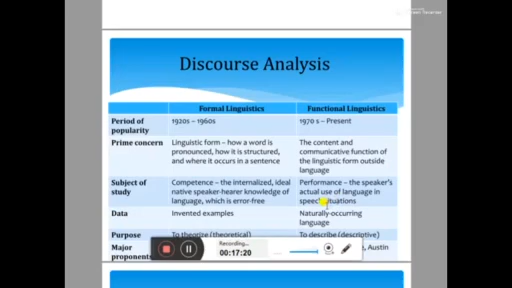 Discourse Analysis
Formal Linguistics
Functional Linguistics
Period of popularity
1920s – 1960s
1970 s – Present
Prime concern
Linguistic form – how a word is
pronounced, how it is structured,
and where it occurs in a sentence
The content and
communicative function of
the linguistic form outside
language
Subject of
study
Competence – the internalized, ideal
native speaker-hearer knowledge of
language, which is error-free
Performance – the speaker's
actual use of language in
speech situations
Data
Invented examples
Naturally-occurring
language
Purpose
To theorize (theoretical)
To describe (descriptive)
Major
proponents
Austin
Recording...
00:17:20